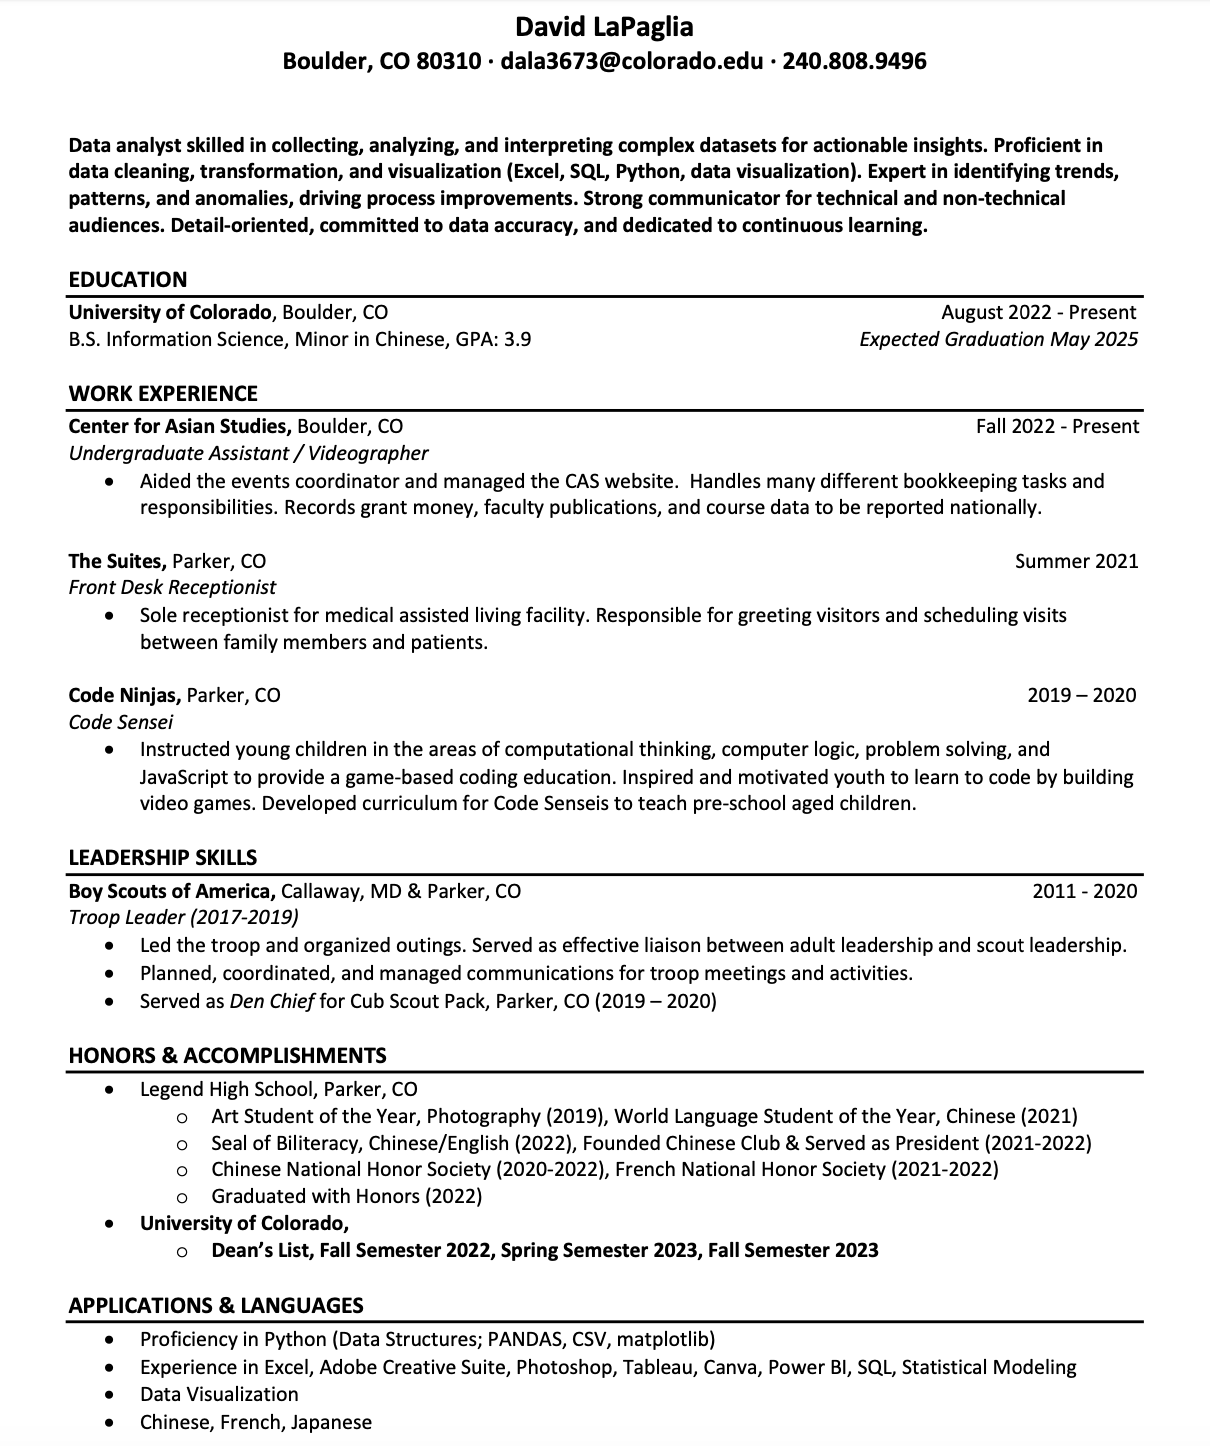 David LaPaglia
Boulder, CO 80310 · dala3673@colorado.edu · 240.808.9496
Data analyst skilled in collecting, analyzing, and interpreting complex datasets for actionable insights. Proficient in
data cleaning, transformation, and visualization (Excel, SQL, Python, data visualization). Expert in identifying trends,
patterns, and anomalies, driving process improvements. Strong communicator for technical and non-technical
audiences. Detail-oriented, committed to data accuracy, and dedicated to continuous learning.
EDUCATION
University of Colorado, Boulder, CO August 2022 - Present
B.S. Information Science, Minor in Chinese, GPA: 3.9 Expected Graduation May 2025
WORK EXPERIENCE
Center for Asian Studies, Boulder, CO Fall 2022 - Present
Undergraduate Assistant / Videographer
• Aided the events coordinator and managed the CAS website.  Handles many different bookkeeping tasks and
responsibilities. Records grant money, faculty publications, and course data to be reported nationally.
The Suites, Parker, CO Summer 2021
Front Desk Receptionist
• Sole receptionist for medical assisted living facility. Responsible for greeting visitors and scheduling visits
between family members and patients.
Code Ninjas, Parker, CO 2019 – 2020
Code Sensei
• Instructed young children in the areas of computational thinking, computer logic, problem solving, and
JavaScript to provide a game-based coding education. Inspired and motivated youth to learn to code by building
video games. Developed curriculum for Code Senseis to teach pre-school aged children.
LEADERSHIP SKILLS
Boy Scouts of America, Callaway, MD & Parker, CO 2011 - 2020
Troop Leader (2017-2019)
• Led the troop and organized outings. Served as effective liaison between adult leadership and scout leadership.
• Planned, coordinated, and managed communications for troop meetings and activities.
• Served as Den Chief for Cub Scout Pack, Parker, CO (2019 – 2020)
HONORS & ACCOMPLISHMENTS
• Legend High School, Parker, CO
o Art Student of the Year, Photography (2019), World Language Student of the Year, Chinese (2021)
o Seal of Biliteracy, Chinese/English (2022), Founded Chinese Club & Served as President (2021-2022)
o Chinese National Honor Society (2020-2022), French National Honor Society (2021-2022)
o Graduated with Honors (2022)
• University of Colorado,
o Dean’s List, Fall Semester 2022, Spring Semester 2023, Fall Semester 2023
APPLICATIONS & LANGUAGES
• Proficiency in Python (Data Structures; PANDAS, CSV, matplotlib)
• Experience in Excel, Adobe Creative Suite, Photoshop, Tableau, Canva, Power BI, SQL, Statistical Modeling
• Data Visualization
• Chinese, French, Japanese